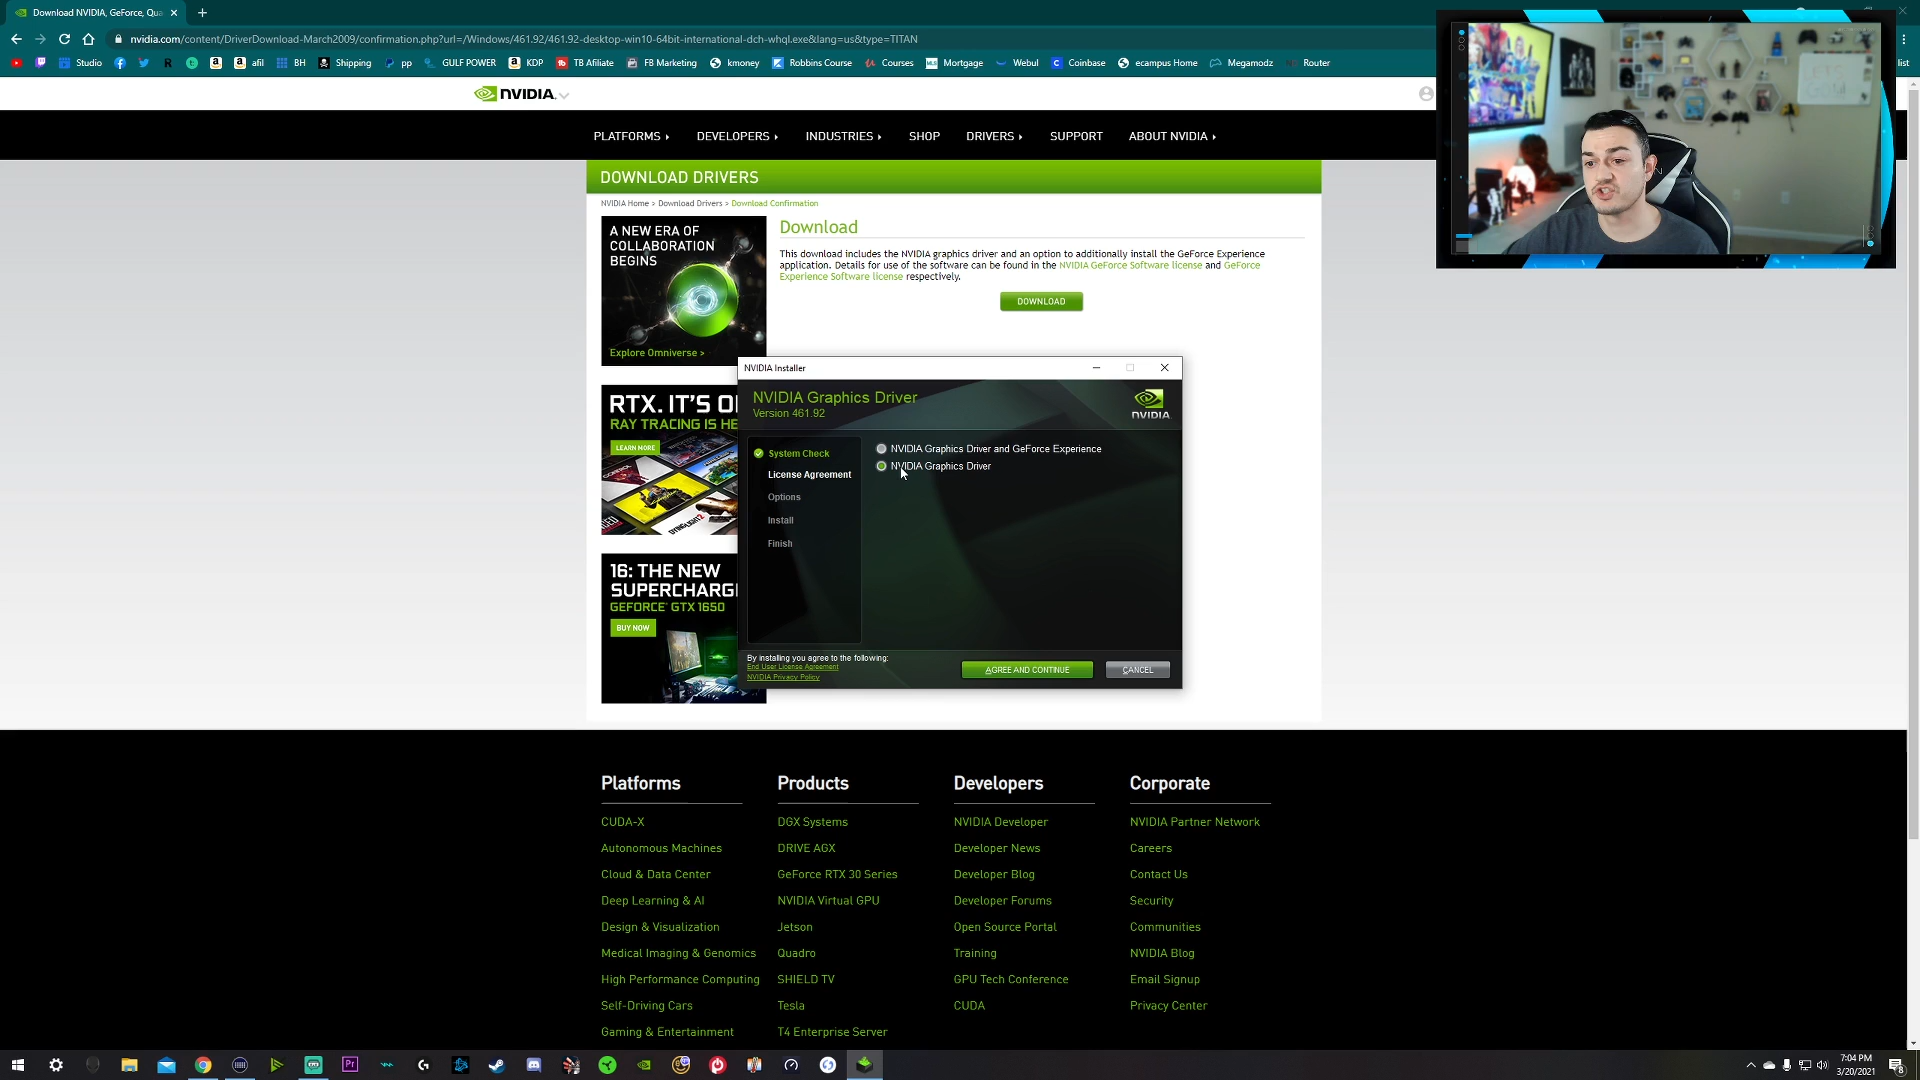 Download NVIDIA, GeForce, Qua
nvidia.com/content/DriverDownload-March2009/confirmation.php?url=/Windows/461.92/461.92-desktop-win10-64bit-international-dch-whql.exe&lang=us&type=TITAN
Studio
afil
BH
Shipping
pp
GULF POWER
KDP
TB Afiliate
FB Marketing
kmoney
Robbins Course
Courses
Mortgage
Webul
Coinbase
ecampus Home
Megamodz
Router
list
NVIDIA.
PLATFORMS
DEVELOPERS
INDUSTRIES
SHOP
DRIVERS
SUPPORT
ABOUT NVIDIA
DOWNLOAD DRIVERS
NVIDIA Home > Download Drivers > Download Confirmation
A NEW ERA OF
COLLABORATION
BEGINS
Explore Omniverse >
Download
This download includes the NVIDIA graphics driver and an option to additionally install the GeForce Experience
application. Details for use of the software can be found in the NVIDIA GeForce Software license and GeForce
Experience Software license respectively.
DOWNLOAD
RTX. IT'S O
RAY TRACING IS HE
LEARN MORE
CONTROL
DYING LIGHT 2
16: THE NEW
SUPERCHARG
GEFORCE® GTX 1650
BUY NOW
NVIDIA Installer
NVIDIA Graphics Driver
Version 461.92
NVIDIA.
System Check
License Agreement
Options
Install
Finish
NVIDIA Graphics Driver and GeForce Experience
NVIDIA Graphics Driver
By installing you agree to the following:
End User License Agreement
NVIDIA Privacy Policy
AGREE AND CONTINUE
CANCEL
Platforms
CUDA-X
Autonomous Machines
Cloud & Data Center
Deep Learning & AI
Design & Visualization
Medical Imaging & Genomics
High Performance Computing
Self-Driving Cars
Gaming & Entertainment
Products
DGX Systems
DRIVE AGX
GeForce RTX 30 Series
NVIDIA Virtual GPU
Jetson
Quadro
SHIELD TV
Tesla
T4 Enterprise Server
Developers
NVIDIA Developer
Developer News
Developer Blog
Developer Forums
Open Source Portal
Training
GPU Tech Conference
CUDA
Corporate
NVIDIA Partner Network
Careers
Contact Us
Security
Communities
NVIDIA Blog
Email Signup
Privacy Center
Pr
7:04 PM
3/20/2021
8